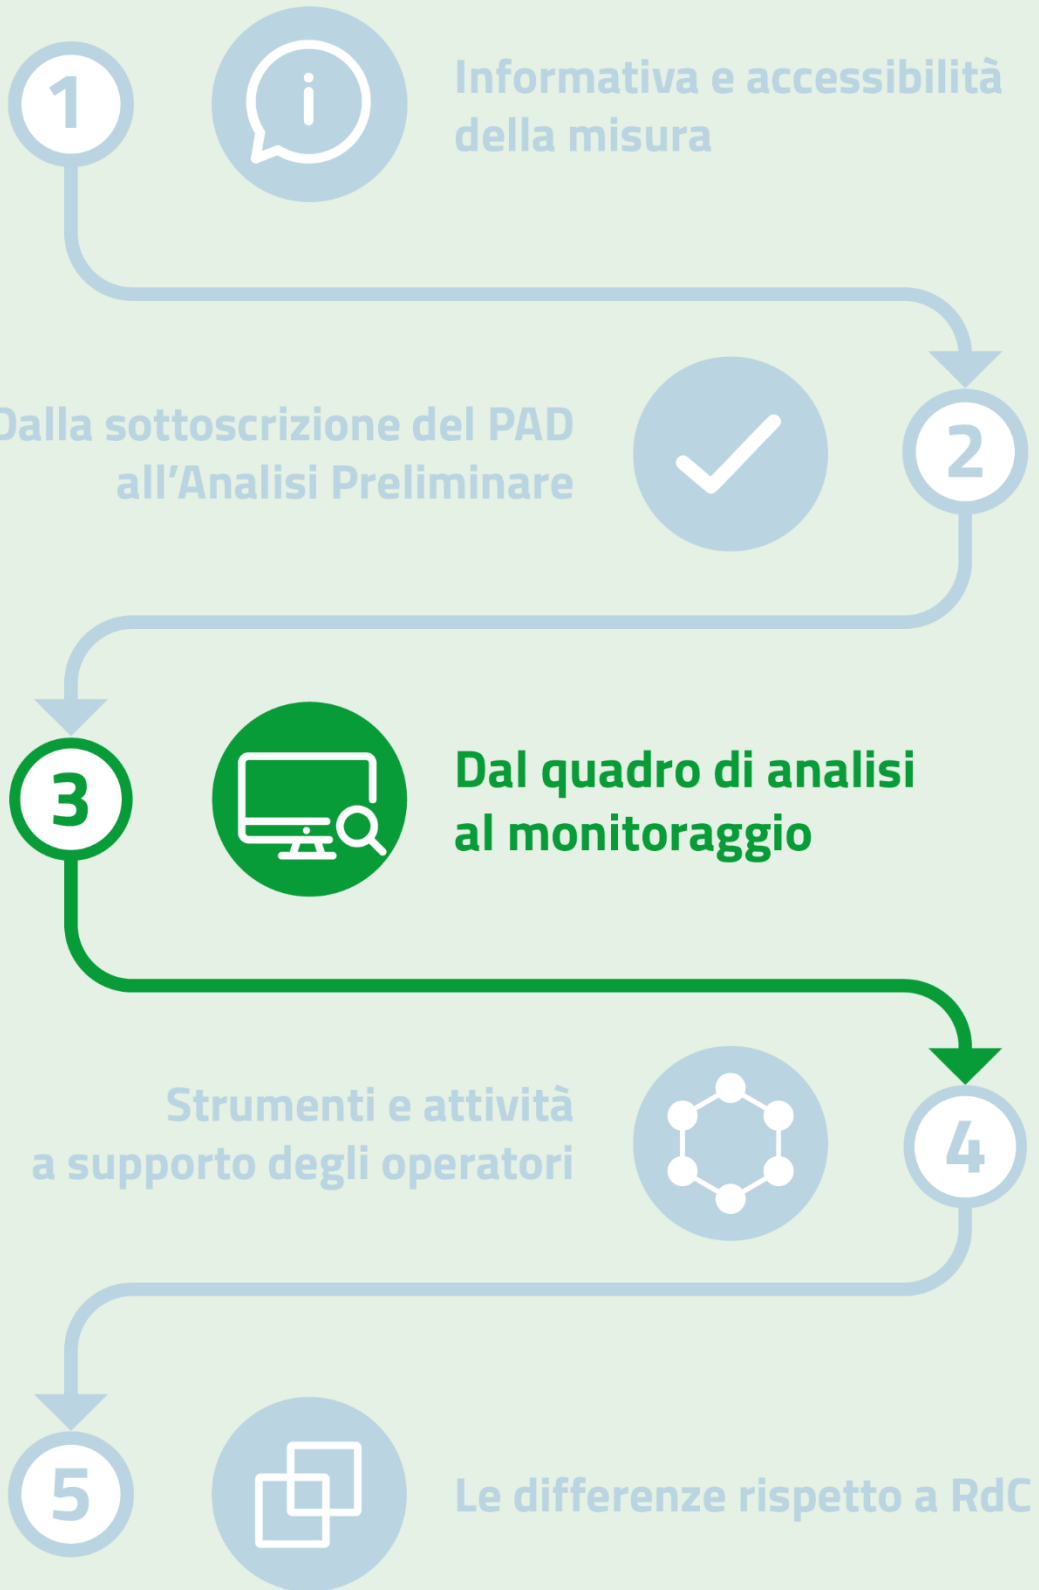 1
Informativa e accessibilità
della misura
Dalla sottoscrizione del PAD
all'Analisi Preliminare
2
3
Dal quadro di analisi
al monitoraggio
Strumenti e attività
a supporto degli operatori
4
5
Le differenze rispetto a RdC